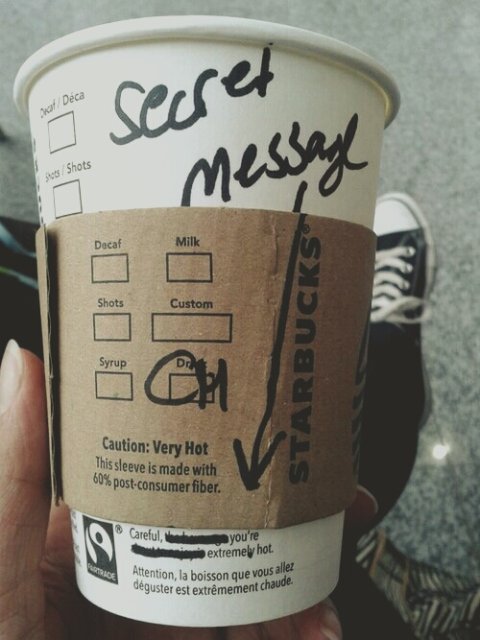 Decaf / Déca
Secret
Shots / Shots
Message
Decaf Milk
Shots Custom
Syrup
CH
Caution: Very Hot
This sleeve is made with
60% post-consumer fiber.
STARBUCKS®
FAIRTRADE ®
Careful, you're
extremely hot.
Attention, la boisson que vous allez
déguster est extrêmement chaude.